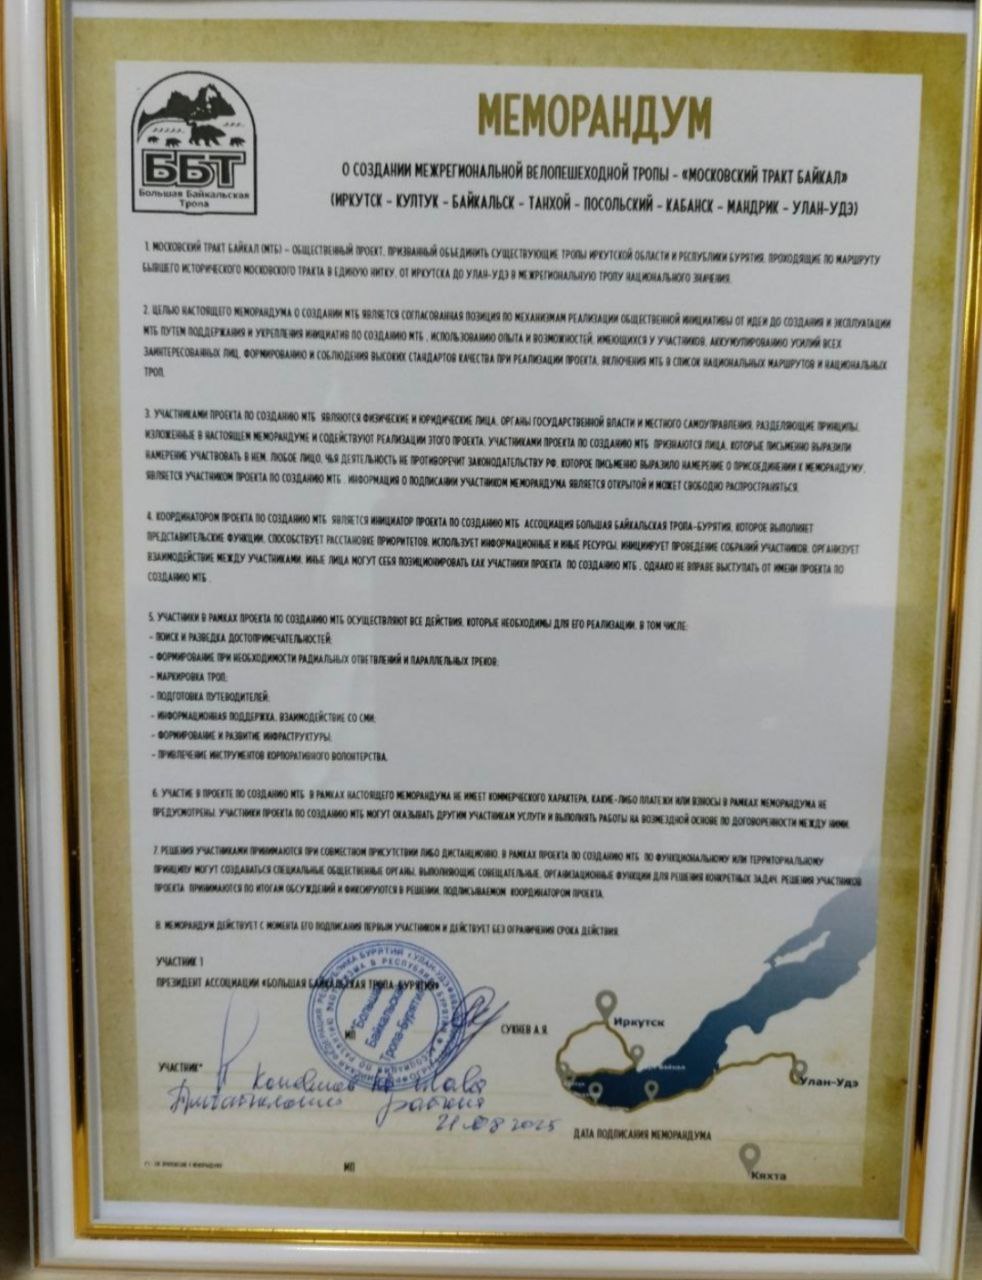 ББТ
Большая Байкальская
Тропа
МЕМОРАНДУМ
О СОЗДАНИИ МЕЖРЕГИОНАЛЬНОЙ ВЕЛОПЕШЕХОДНОЙ ТРОПЫ - «МОСКОВСКИЙ ТРАКТ БАЙКАЛ»
(ИРКУТСК - КУЛТУК - БАЙКАЛЬСК - ТАНХОЙ - ПОСОЛЬСКИЙ - КАБАНСК - МАНДРИК - УЛАН-УДЭ)
1. МОСКОВСКИЙ ТРАКТ БАЙКАЛ (МТБ) - ОБЩЕСТВЕННЫЙ ПРОЕКТ, ПРИЗВАННЫЙ ОБЪЕДИНИТЬ СУЩЕСТВУЮЩИЕ ТРОПЫ ИРКУТСКОЙ ОБЛАСТИ И РЕСПУБЛИКИ БУРЯТИЯ, ПРОХОДЯЩИЕ ПО МАРШРУТУ
БЫВШЕГО ИСТОРИЧЕСКОГО МОСКОВСКОГО ТРАКТА В ЕДИНУЮ НИТКУ, ОТ ИРКУТСКА ДО УЛАН-УДЭ В МЕЖРЕГИОНАЛЬНУЮ ТРОПУ НАЦИОНАЛЬНОГО ЗНАЧЕНИЯ.
2. ЦЕЛЬЮ НАСТОЯЩЕГО МЕМОРАНДУМА О СОЗДАНИИ МТБ ЯВЛЯЕТСЯ СОГЛАСОВАННАЯ ПОЗИЦИЯ ПО МЕХАНИЗМАМ РЕАЛИЗАЦИИ ОБЩЕСТВЕННОЙ ИНИЦИАТИВЫ ОТ ИДЕИ ДО СОЗДАНИЯ И ЭКСПЛУАТАЦИИ
МТБ ПУТЕМ ПОДДЕРЖАНИЯ И УКРЕПЛЕНИЯ ИНИЦИАТИВ ПО СОЗДАНИЮ МТБ , ИСПОЛЬЗОВАНИЮ ОПЫТА И ВОЗМОЖНОСТЕЙ, ИМЕЮЩИХСЯ У УЧАСТНИКОВ, АККУМУЛИРОВАНИЮ УСИЛИЙ ВСЕХ
ЗАИНТЕРЕСОВАННЫХ ЛИЦ, ФОРМИРОВАНИЮ И СОБЛЮДЕНИЯ ВЫСОКИХ СТАНДАРТОВ КАЧЕСТВА ПРИ РЕАЛИЗАЦИИ ПРОЕКТА, ВКЛЮЧЕНИЯ МТБ В СПИСОК НАЦИОНАЛЬНЫХ МАРШРУТОВ И НАЦИОНАЛЬНЫХ
ТРОП.
3. УЧАСТНИКАМИ ПРОЕКТА ПО СОЗДАНИЮ МТБ ЯВЛЯЮТСЯ ФИЗИЧЕСКИЕ И ЮРИДИЧЕСКИЕ ЛИЦА, ОРГАНЫ ГОСУДАРСТВЕННОЙ ВЛАСТИ И МЕСТНОГО САМОУПРАВЛЕНИЯ, РАЗДЕЛЯЮЩИЕ ПРИНЦИПЫ,
ИЗЛОЖЕННЫЕ В НАСТОЯЩЕМ МЕМОРАНДУМЕ И СОДЕЙСТВУЮТ РЕАЛИЗАЦИИ ЭТОГО ПРОЕКТА. УЧАСТНИКАМИ ПРОЕКТА ПО СОЗДАНИЮ МТБ ПРИЗНАЮТСЯ ЛИЦА, КОТОРЫЕ ПИСЬМЕННО ВЫРАЗИЛИ
НАМЕРЕНИЕ УЧАСТВОВАТЬ В НЕМ. ЛЮБОЕ ЛИЦО, ЧЬЯ ДЕЯТЕЛЬНОСТЬ НЕ ПРОТИВОРЕЧИТ ЗАКОНОДАТЕЛЬСТВУ РФ, КОТОРОЕ ПИСЬМЕННО ВЫРАЗИЛО НАМЕРЕНИЕ О ПРИСОЕДИНЕНИИ К МЕМОРАНДУМУ,
ЯВЛЯЕТСЯ УЧАСТНИКОМ ПРОЕКТА ПО СОЗДАНИЮ МТБ . ИНФОРМАЦИЯ О ПОДПИСАНИИ УЧАСТНИКОМ МЕМОРАНДУМА ЯВЛЯЕТСЯ ОТКРЫТОЙ И МОЖЕТ СВОБОДНО РАСПРОСТРАНЯТЬСЯ.
4. КООРДИНАТОРОМ ПРОЕКТА ПО СОЗДАНИЮ МТБ ЯВЛЯЕТСЯ ИНИЦИАТОР ПРОЕКТА ПО СОЗДАНИЮ МТБ АССОЦИАЦИЯ БОЛЬШАЯ БАЙКАЛЬСКАЯ ТРОПА-БУРЯТИЯ, КОТОРОЕ ВЫПОЛНЯЕТ
ПРЕДСТАВИТЕЛЬСКИЕ ФУНКЦИИ, СПОСОБСТВУЕТ РАССТАНОВКЕ ПРИОРИТЕТОВ, ИСПОЛЬЗУЕТ ИНФОРМАЦИОННЫЕ И ИНЫЕ РЕСУРСЫ, ИНИЦИИРУЕТ ПРОВЕДЕНИЕ СОБРАНИЙ УЧАСТНИКОВ, ОРГАНИЗУЕТ
ВЗАИМОДЕЙСТВИЕ МЕЖДУ УЧАСТНИКАМИ. ИНЫЕ ЛИЦА МОГУТ СЕБЯ ПОЗИЦИОНИРОВАТЬ КАК УЧАСТНИКИ ПРОЕКТА ПО СОЗДАНИЮ МТБ , ОДНАКО НЕ ВПРАВЕ ВЫСТУПАТЬ ОТ ИМЕНИ ПРОЕКТА ПО
СОЗДАНИЮ МТБ .
5. УЧАСТНИКИ В РАМКАХ ПРОЕКТА ПО СОЗДАНИЮ МТБ ОСУЩЕСТВЛЯЮТ ВСЕ ДЕЙСТВИЯ, КОТОРЫЕ НЕОБХОДИМЫ ДЛЯ ЕГО РЕАЛИЗАЦИИ, В ТОМ ЧИСЛЕ:
- ПОИСК И РАЗВЕДКА ДОСТОПРИМЕЧАТЕЛЬНОСТЕЙ;
- ФОРМИРОВАНИЕ ПРИ НЕОБХОДИМОСТИ РАДИАЛЬНЫХ ОТВЕТВЛЕНИЙ И ПАРАЛЛЕЛЬНЫХ ТРЕКОВ;
- МАРКИРОВКА ТРОП;
- ПОДГОТОВКА ПУТЕВОДИТЕЛЕЙ;
- ИНФОРМАЦИОННАЯ ПОДДЕРЖКА, ВЗАИМОДЕЙСТВИЕ СО СМИ;
- ФОРМИРОВАНИЕ И РАЗВИТИЕ ИНФРАСТРУКТУРЫ;
- ПРИВЛЕЧЕНИЕ ИНСТРУМЕНТОВ КОРПОРАТИВНОГО ВОЛОНТЕРСТВА.
6. УЧАСТИЕ В ПРОЕКТЕ ПО СОЗДАНИЮ МТБ В РАМКАХ НАСТОЯЩЕГО МЕМОРАНДУМА НЕ ИМЕЕТ КОММЕРЧЕСКОГО ХАРАКТЕРА, КАКИЕ-ЛИБО ПЛАТЕЖИ ИЛИ ВЗНОСЫ В РАМКАХ МЕМОРАНДУМА НЕ
ПРЕДУСМОТРЕНЫ. УЧАСТНИКИ ПРОЕКТА ПО СОЗДАНИЮ МТБ МОГУТ ОКАЗЫВАТЬ ДРУГИМ УЧАСТНИКАМ УСЛУГИ И ВЫПОЛНЯТЬ РАБОТЫ НА ВОЗМЕЗДНОЙ ОСНОВЕ ПО ДОГОВОРЕННОСТИ МЕЖДУ НИМИ.
7. РЕШЕНИЯ УЧАСТНИКАМИ ПРИНИМАЮТСЯ ПРИ СОВМЕСТНОМ ПРИСУТСТВИИ ЛИБО ДИСТАНЦИОННО. В РАМКАХ ПРОЕКТА ПО СОЗДАНИЮ МТБ ПО ФУНКЦИОНАЛЬНОМУ ИЛИ ТЕРРИТОРИАЛЬНОМУ
ПРИНЦИПУ МОГУТ СОЗДАВАТЬСЯ СПЕЦИАЛЬНЫЕ ОБЩЕСТВЕННЫЕ ОРГАНЫ, ВЫПОЛНЯЮЩИЕ СОВЕЩАТЕЛЬНЫЕ, ОРГАНИЗАЦИОННЫЕ ФУНКЦИИ ДЛЯ РЕШЕНИЯ КОНКРЕТНЫХ ЗАДАЧ. РЕШЕНИЯ УЧАСТНИКОВ
ПРОЕКТА ПРИНИМАЮТСЯ ПО ИТОГАМ ОБСУЖДЕНИЙ И ФИКСИРУЮТСЯ В РЕШЕНИИ, ПОДПИСЫВАЕМОМ КООРДИНАТОРОМ ПРОЕКТА.
8. МЕМОРАНДУМ ДЕЙСТВУЕТ С МОМЕНТА ЕГО ПОДПИСАНИЯ ПЕРВЫМ УЧАСТНИКОМ И ДЕЙСТВУЕТ БЕЗ ОГРАНИЧЕНИЯ СРОКА ДЕЙСТВИЯ.
УЧАСТНИК 1
ПРЕЗИДЕНТ АССОЦИАЦИИ «БОЛЬШАЯ БАЙКАЛЬСКАЯ ТРОПА-БУРЯТИЯ»
"Большая
Байкальская
Тропа-Бурятия"
МП
СУКНЕВ А.Я.
Иркутск
УЧАСТНИК*
Улан-Удэ
21.08 2025
ДАТА ПОДПИСАНИЯ МЕМОРАНДУМА
МП
Кяхта